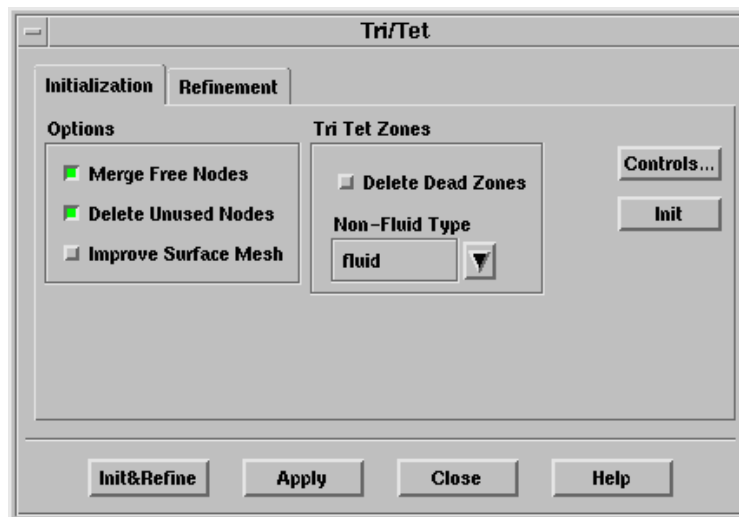 Tri/Tet
Initialization
Refinement
Options
Merge Free Nodes
Delete Unused Nodes
Improve Surface Mesh
Tri Tet Zones
Delete Dead Zones
Non-Fluid Type
fluid
Controls...
Init
Init&Refine
Apply
Close
Help